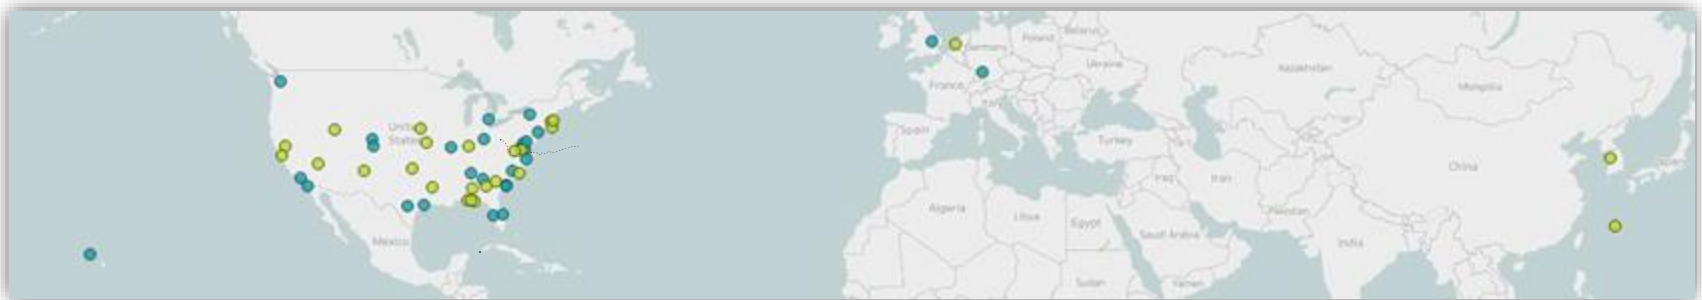 Poland
Belarus
Germany
Ukraine
France
Kazakhstan
Mongolia
United
States
Spain
Italy
Turkey
Japan
China
Iraq
Iran
Algeria
Libya
Egypt
Pakistan
Saudi Arabia
Mexico
India
Sudan
Yemen